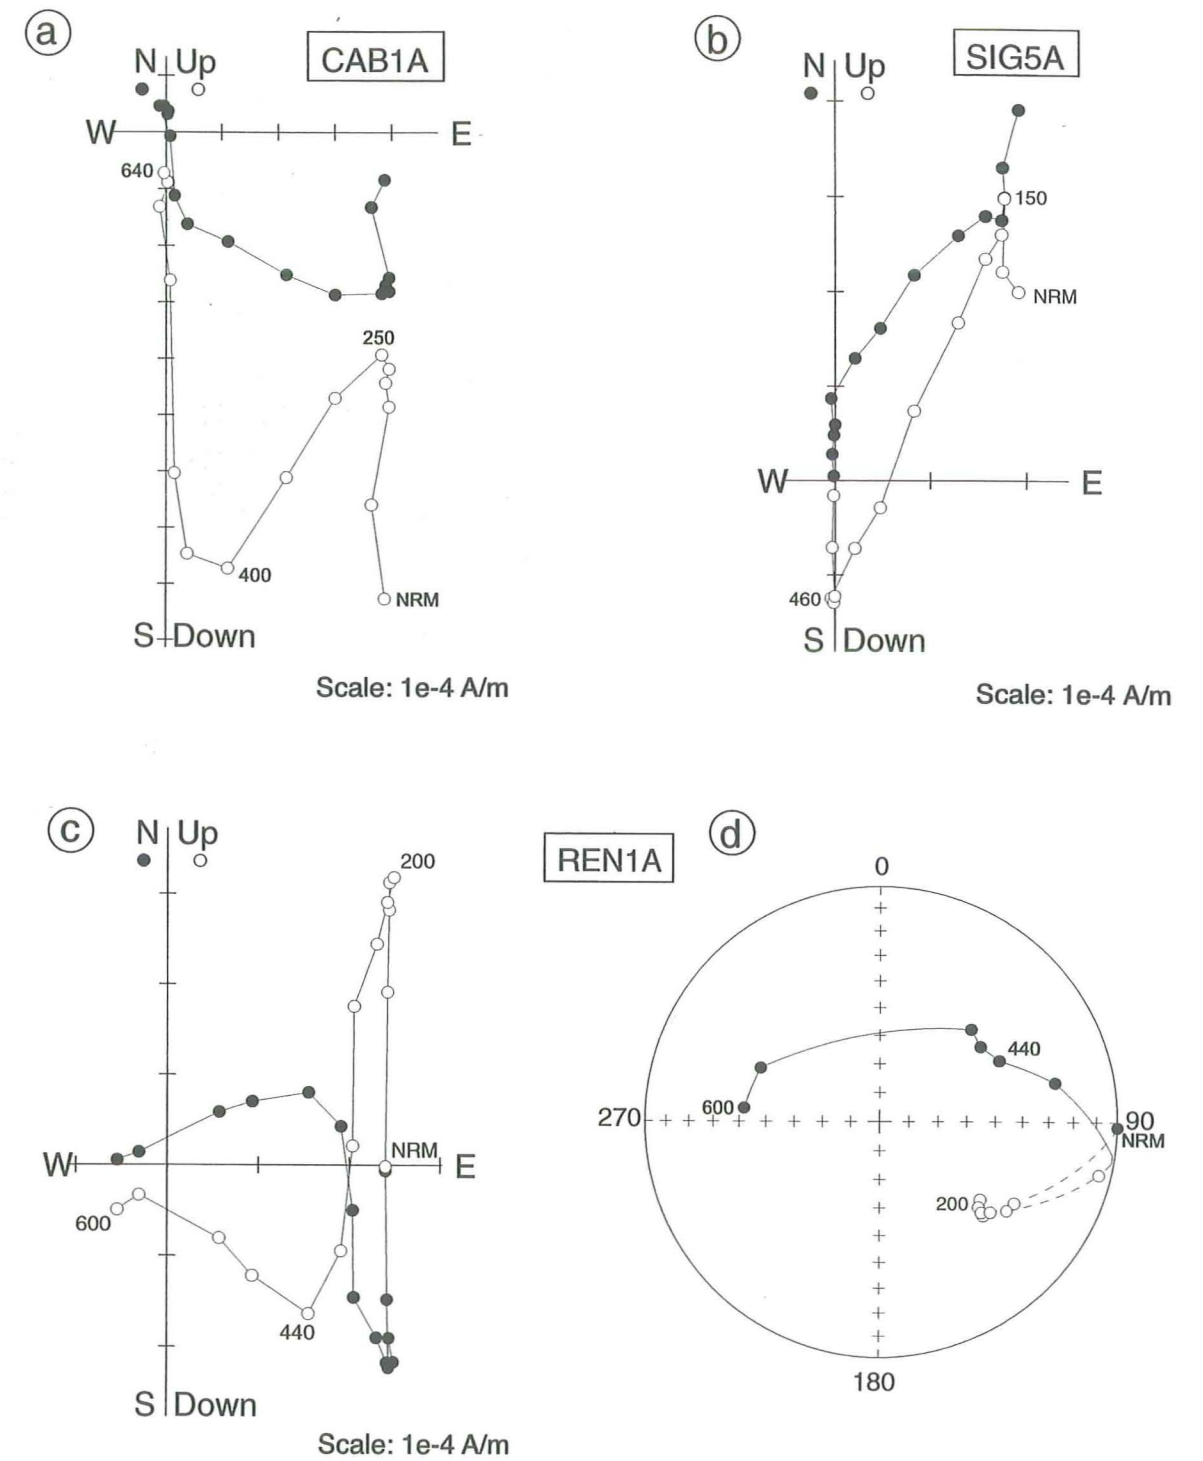 a
CAB1A
N Up
W E
640
250
400
NRM
S Down
Scale: 1e-4 A/m
b
SIG5A
N Up
150
NRM
W E
460
S Down
Scale: 1e-4 A/m
c
N Up
200
NRM
W E
600
440
S Down
Scale: 1e-4 A/m
REN1A
d
0
440
600
270 90
NRM
200
180